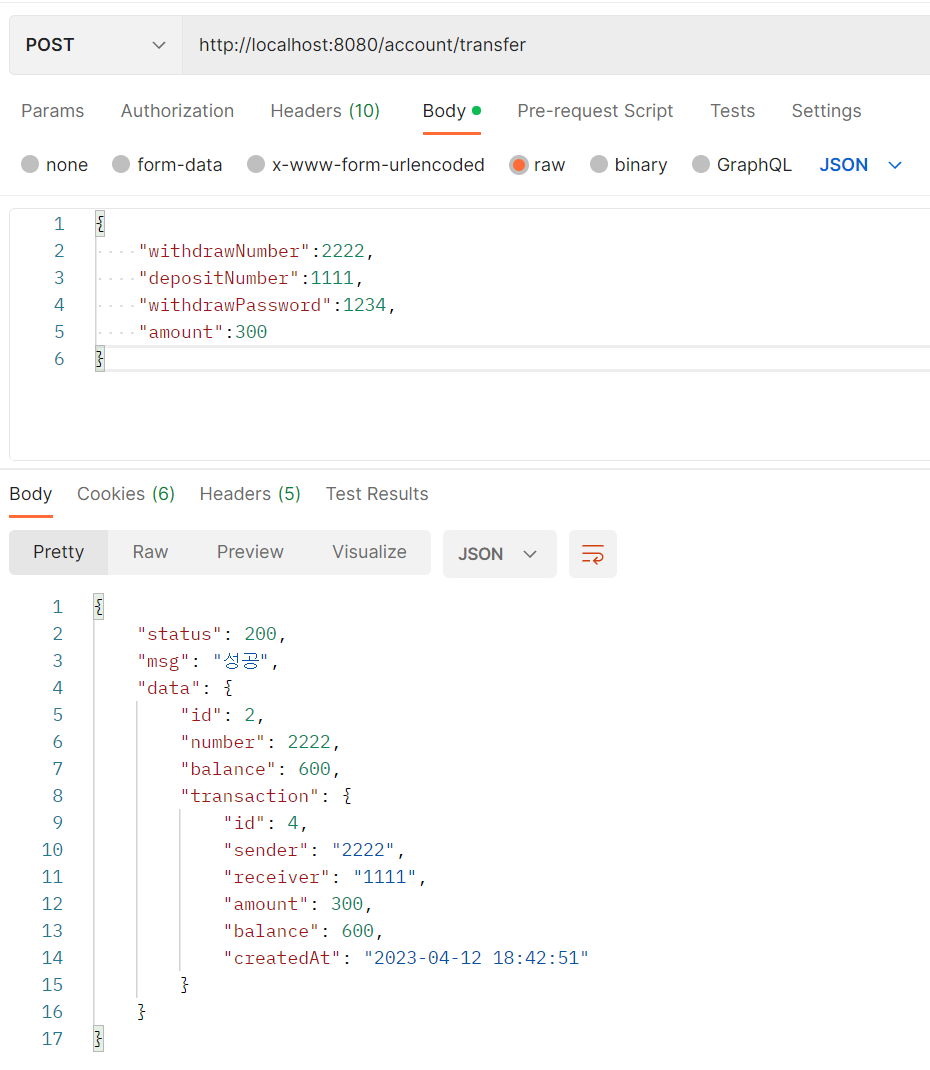 POST http://localhost:8080/account/transfer
Params Authorization Headers (10) Body Pre-request Script Tests Settings
none form-data x-www-form-urlencoded raw binary GraphQL JSON
1 {
2 "withdrawNumber":2222,
3 "depositNumber":1111,
4 "withdrawPassword":1234,
5 "amount":300
6 }
Body Cookies (6) Headers (5) Test Results
Pretty Raw Preview Visualize JSON
1 {
2 "status": 200,
3 "msg": "성공",
4 "data": {
5 "id": 2,
6 "number": 2222,
7 "balance": 600,
8 "transaction": {
9 "id": 4,
10 "sender": "2222",
11 "receiver": "1111",
12 "amount": 300,
13 "balance": 600,
14 "createdAt": "2023-04-12 18:42:51"
15 }
16 }
17 }